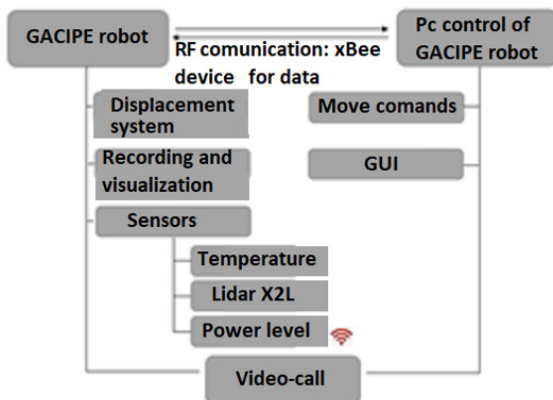 GACIPE robot
RF comunication: xBee
device for data
Pc control of
GACIPE robot
Displacement
system
Move comands
Recording and
visualization
GUI
Sensors
Temperature
Lidar X2L
Power level
Video-call